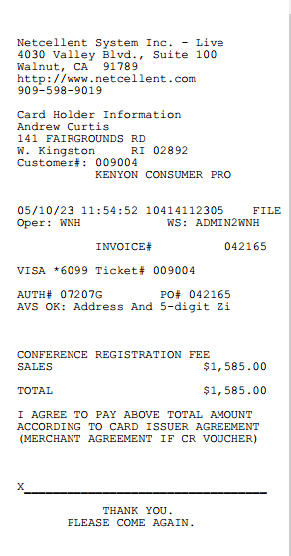 Netcellent System Inc. - Live
4030 Valley Blvd., Suite 100
Walnut, CA 91789
http://www.netcellent.com
909-598-9019
Card Holder Information
Andrew Curtis
141 FAIRGROUNDS RD
W. Kingston RI 02892
Customer#: 009004
KENYON CONSUMER PRO
05/10/23 11:54:52 10414112305 FILE
Oper: WNH WS: ADMIN2WNH
INVOICE# 042165
VISA *6099 Ticket# 009004
AUTH# 07207G PO# 042165
AVS OK: Address And 5-digit Zi
CONFERENCE REGISTRATION FEE
SALES $1,585.00
TOTAL $1,585.00
I AGREE TO PAY ABOVE TOTAL AMOUNT
ACCORDING TO CARD ISSUER AGREEMENT
(MERCHANT AGREEMENT IF CR VOUCHER)
X
THANK YOU.
PLEASE COME AGAIN.